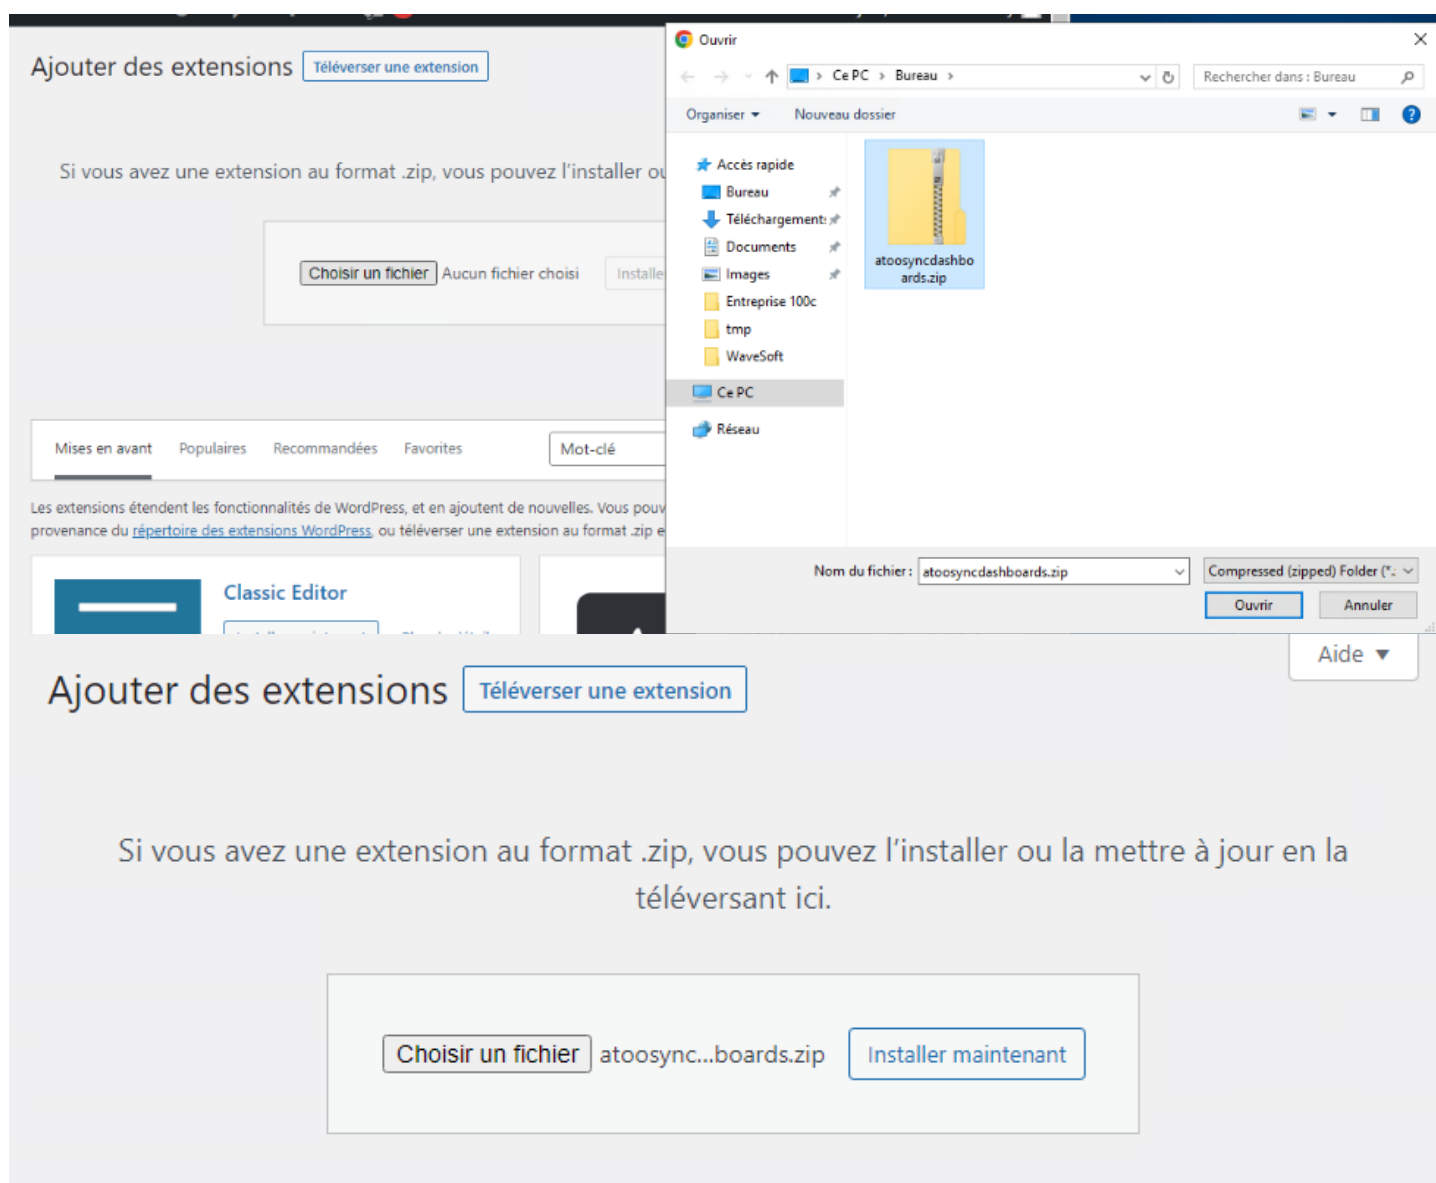 Ajouter des extensions Téléverser une extension
Si vous avez une extension au format .zip, vous pouvez l'installer ou
Choisir un fichier Aucun fichier choisi Installe
Mises en avant Populaires Recommandées Favorites Mot-clé
Les extensions étendent les fonctionnalités de WordPress, et en ajoutent de nouvelles. Vous pouv
provenance du répertoire des extensions WordPress, ou téléverser une extension au format .zip e
Classic Editor
Ouvrir
Ce PC > Bureau >
Rechercher dans : Bureau
Organiser Nouveau dossier
Accès rapide
Bureau
Téléchargements
Documents
Images
Entreprise 100c
tmp
WaveSoft
Ce PC
Réseau
atoosyncdashbo
ards.zip
Nom du fichier : atoosyncdashboards.zip Compressed (zipped) Folder (*.
Ouvrir Annuler
Aide ▼
Ajouter des extensions Téléverser une extension
Si vous avez une extension au format .zip, vous pouvez l'installer ou la mettre à jour en la
téléversant ici.
Choisir un fichier atoosync...boards.zip Installer maintenant